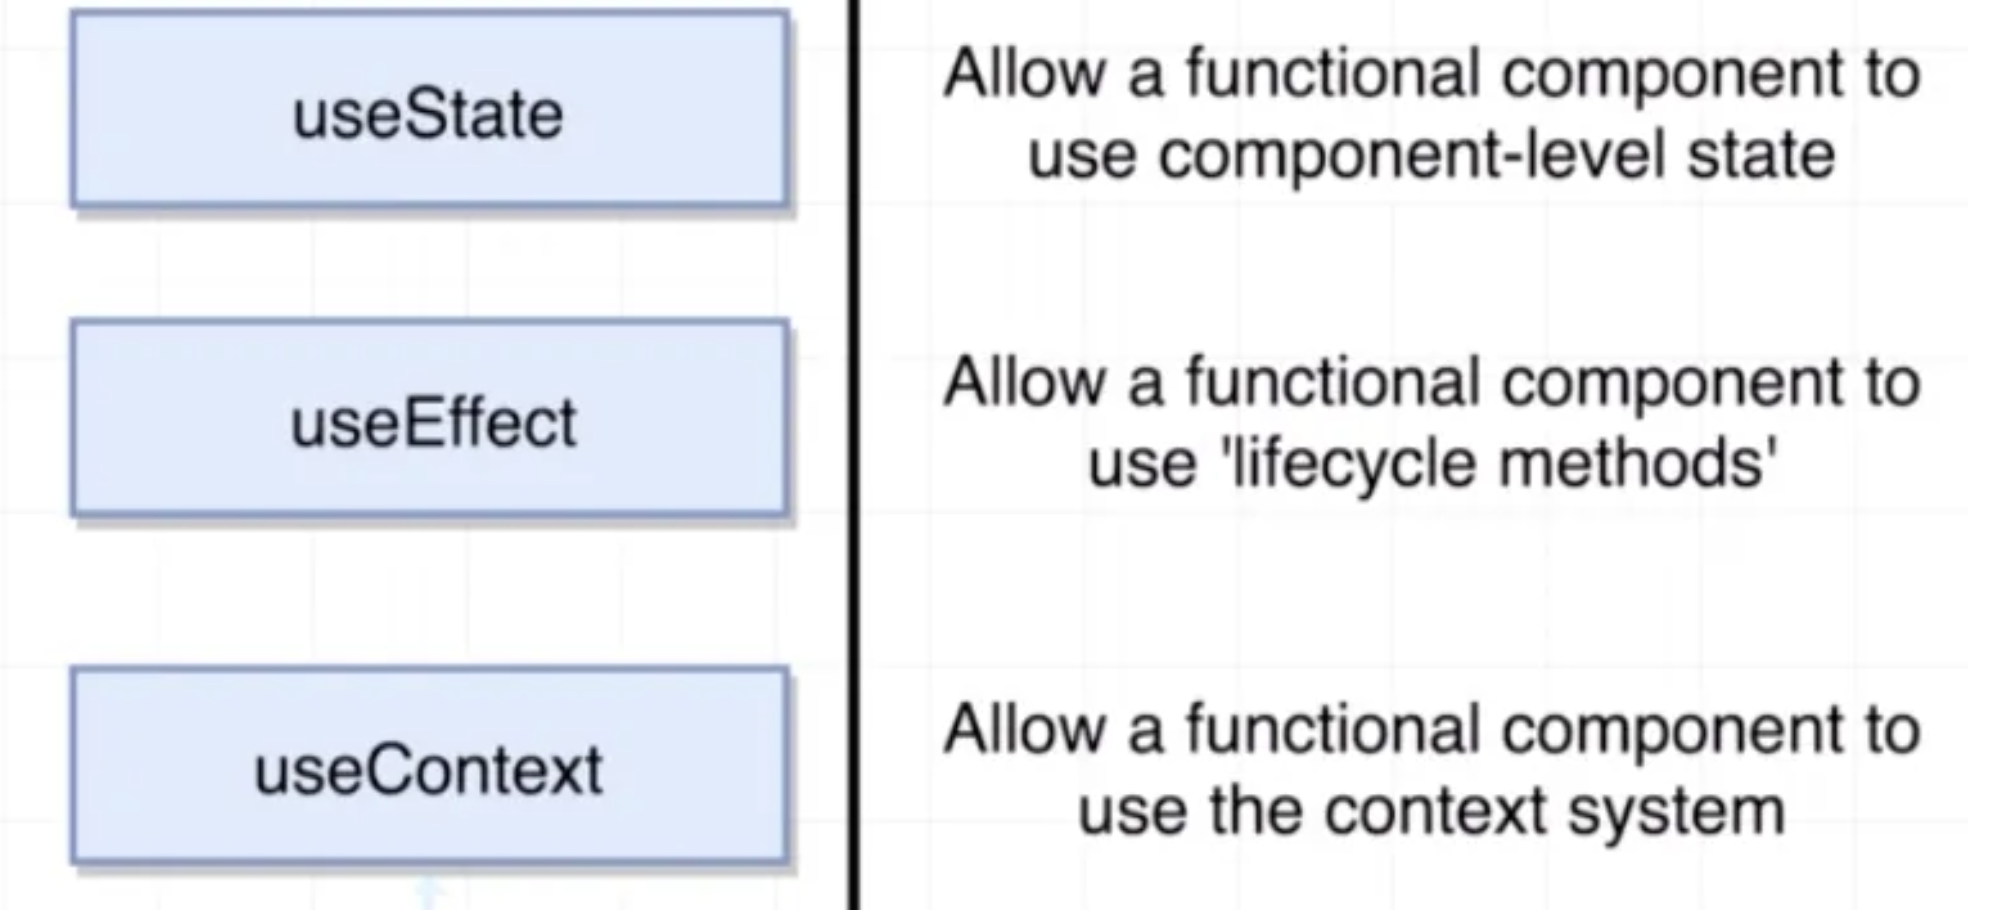 useState
Allow a functional component to
use component-level state
useEffect
Allow a functional component to
use 'lifecycle methods'
useContext
Allow a functional component to
use the context system